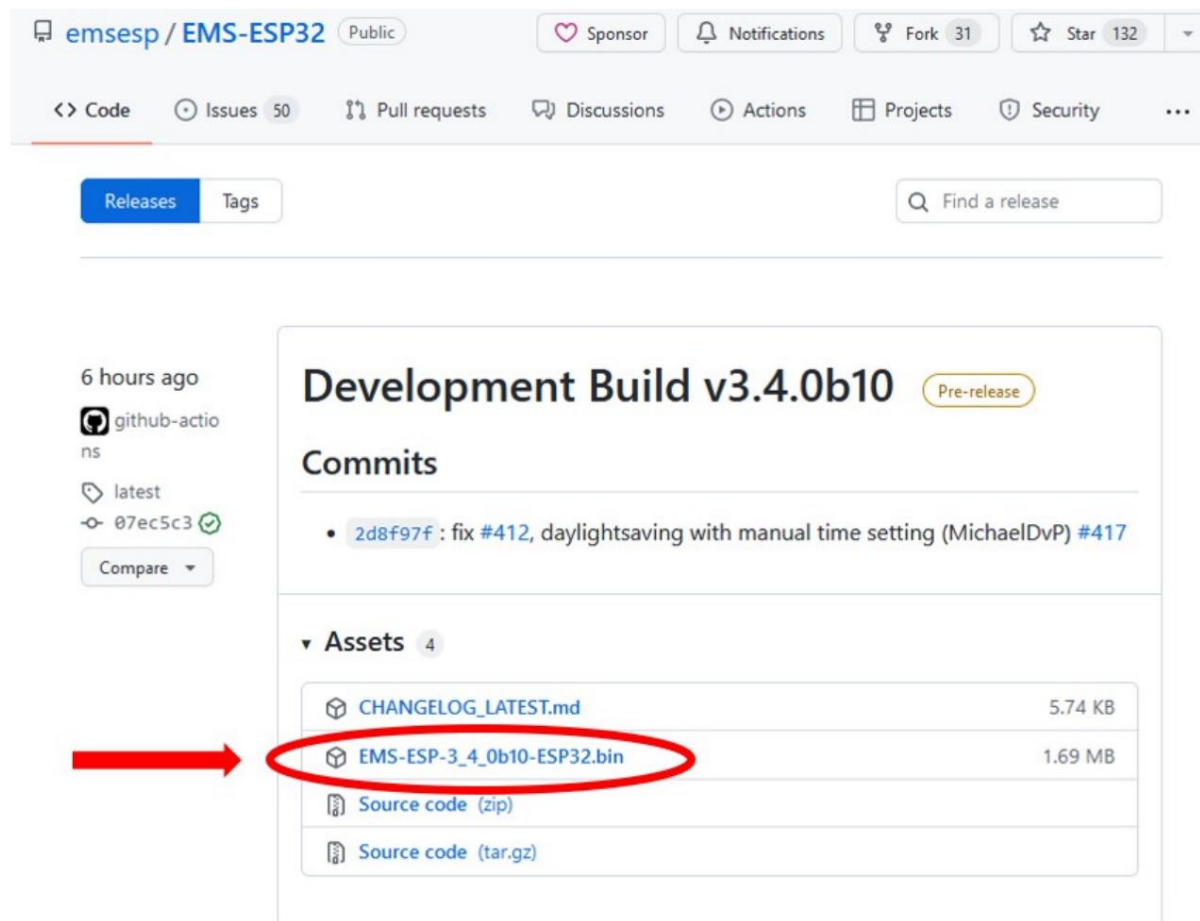 emsesp / EMS-ESP32 Public Sponsor Notifications Fork 31 Star 132
<> Code Issues 50 Pull requests Discussions Actions Projects Security ...
Releases Tags Find a release
6 hours ago
github-actio
ns
latest
07ec5c3
Compare
Development Build v3.4.0b10 Pre-release
Commits
• 2d8f97f: fix #412, daylightsaving with manual time setting (MichaelDvP) #417
Assets 4
CHANGELOG_LATEST.md 5.74 KB
EMS-ESP-3_4_0b10-ESP32.bin 1.69 MB
Source code (zip)
Source code (tar.gz)